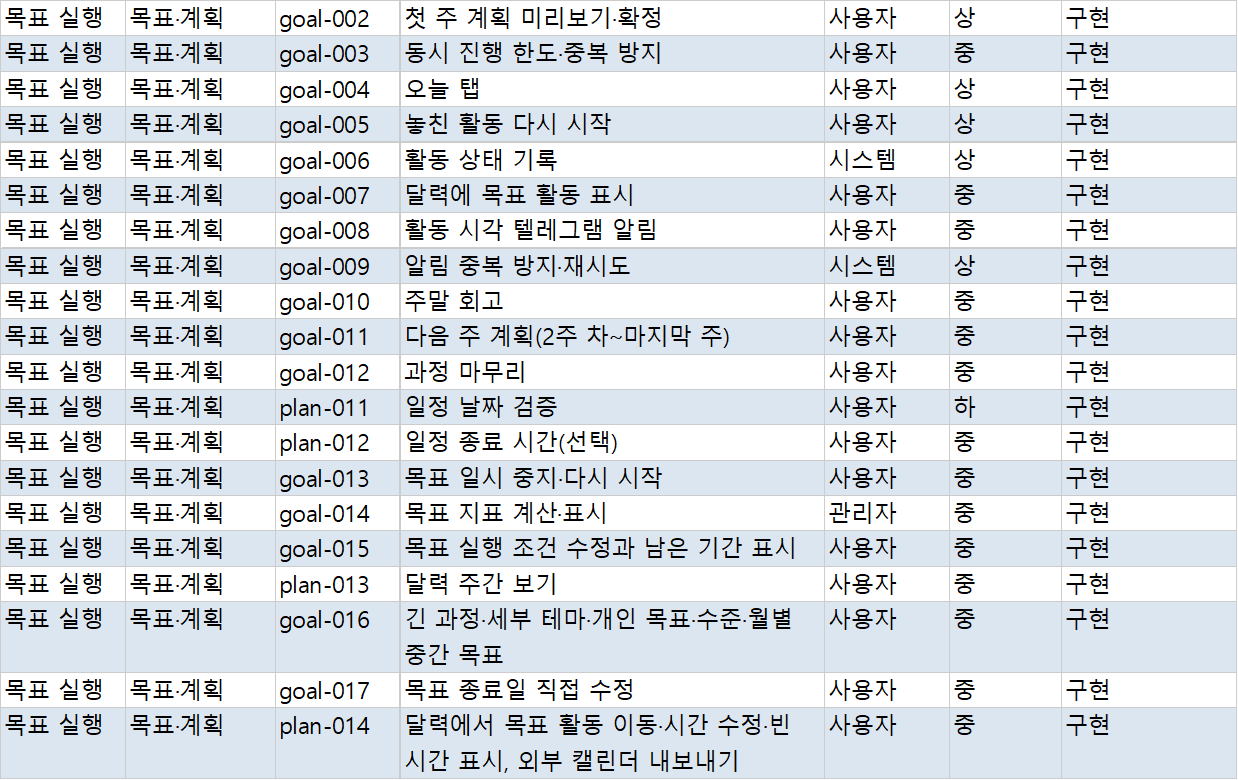 목표 실행 목표·계획 goal-002 첫 주 계획 미리보기·확정 사용자 상 구현
목표 실행 목표·계획 goal-003 동시 진행 한도·중복 방지 사용자 중 구현
목표 실행 목표·계획 goal-004 오늘 탭 사용자 상 구현
목표 실행 목표·계획 goal-005 놓친 활동 다시 시작 사용자 상 구현
목표 실행 목표·계획 goal-006 활동 상태 기록 시스템 상 구현
목표 실행 목표·계획 goal-007 달력에 목표 활동 표시 사용자 중 구현
목표 실행 목표·계획 goal-008 활동 시각 텔레그램 알림 사용자 중 구현
목표 실행 목표·계획 goal-009 알림 중복 방지·재시도 시스템 상 구현
목표 실행 목표·계획 goal-010 주말 회고 사용자 중 구현
목표 실행 목표·계획 goal-011 다음 주 계획(2주 차~마지막 주) 사용자 중 구현
목표 실행 목표·계획 goal-012 과정 마무리 사용자 중 구현
목표 실행 목표·계획 plan-011 일정 날짜 검증 사용자 하 구현
목표 실행 목표·계획 plan-012 일정 종료 시간(선택) 사용자 중 구현
목표 실행 목표·계획 goal-013 목표 일시 중지·다시 시작 사용자 중 구현
목표 실행 목표·계획 goal-014 목표 지표 계산·표시 관리자 중 구현
목표 실행 목표·계획 goal-015 목표 실행 조건 수정과 남은 기간 표시 사용자 중 구현
목표 실행 목표·계획 plan-013 달력 주간 보기 사용자 중 구현
목표 실행 목표·계획 goal-016 긴 과정·세부 테마·개인 목표·수준·월별 사용자 중 구현
중간 목표
목표 실행 목표·계획 goal-017 목표 종료일 직접 수정 사용자 중 구현
목표 실행 목표·계획 plan-014 달력에서 목표 활동 이동·시간 수정·빈 사용자 중 구현
시간 표시, 외부 캘린더 내보내기